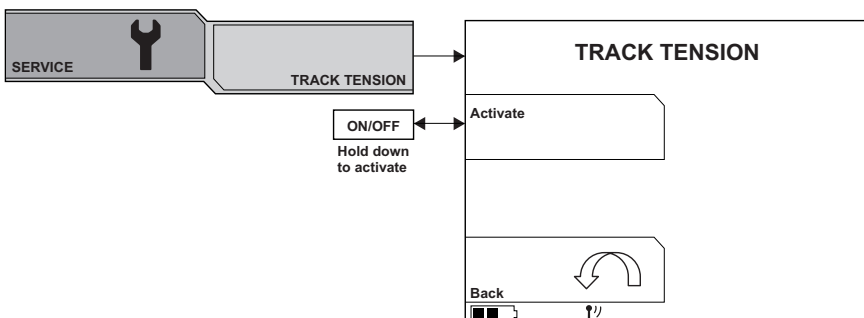 SERVICE
TRACK TENSION
TRACK TENSION
ON/OFF
Hold down
to activate
Activate
Back